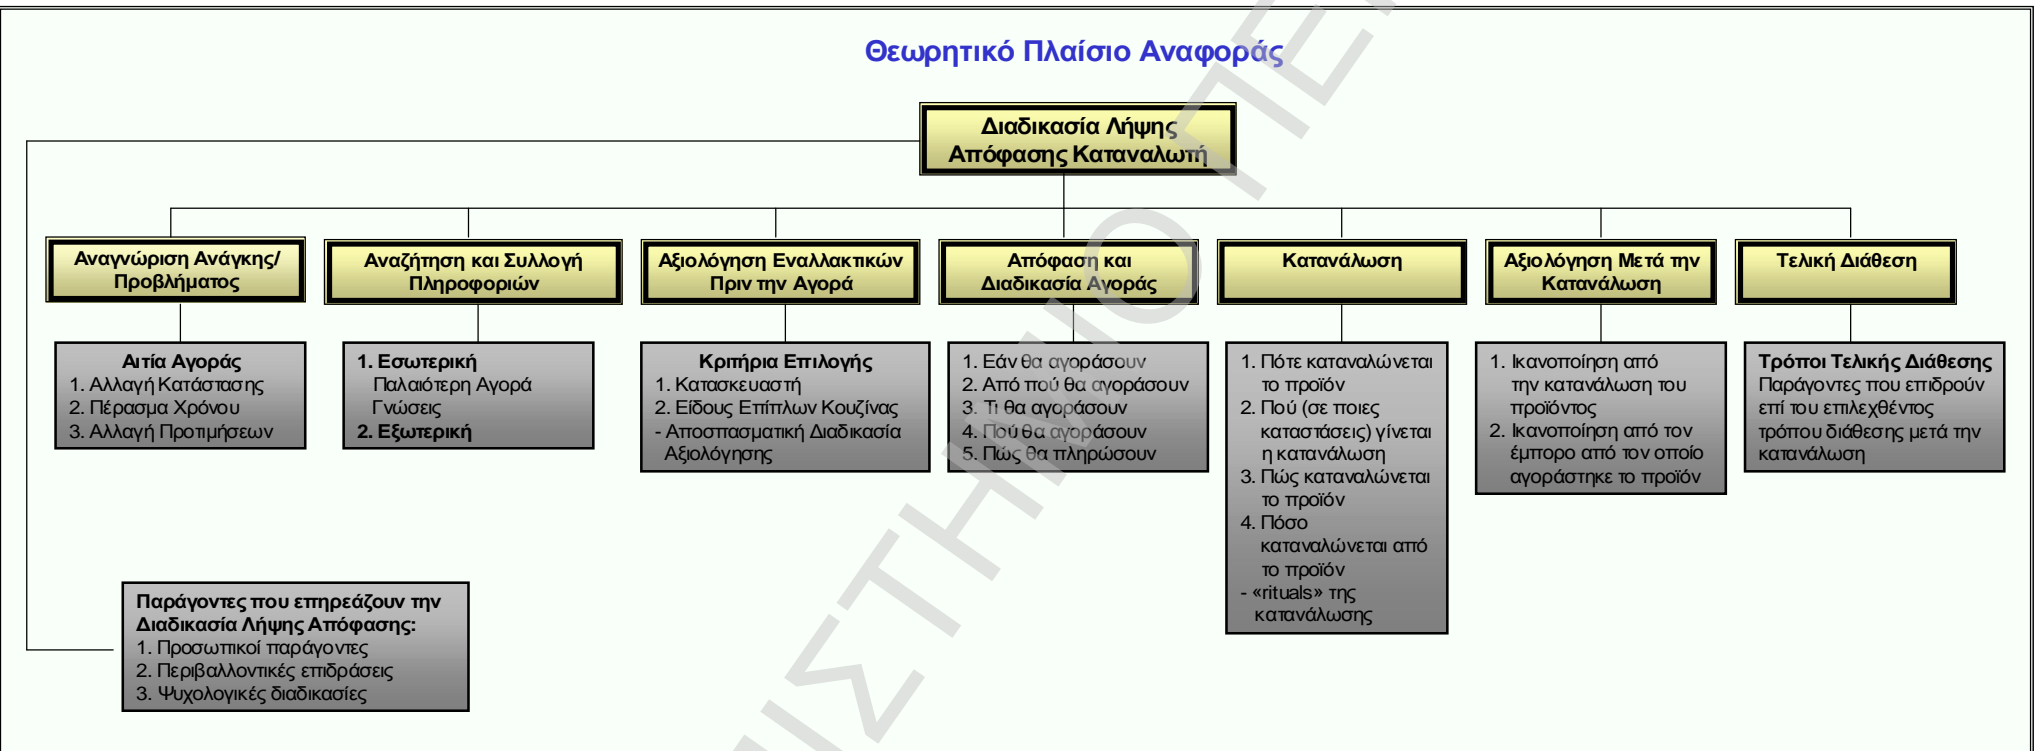 Θεωρητικό Πλαίσιο Αναφοράς
Διαδικασία Λήψης
Απόφασης Καταναλωτή
Αναγνώριση Ανάγκης/
Προβλήματος
Αιτία Αγοράς
1. Αλλαγή Κατάστασης
2. Πέρασμα Χρόνου
3. Αλλαγή Προτιμήσεων
Αναζήτηση και Συλλογή
Πληροφοριών
1. Εσωτερική
Παλαιότερη Αγορά
Γνώσεις
2. Εξωτερική
Αξιολόγηση Εναλλακτικών
Πριν την Αγορά
Κριτήρια Επιλογής
1. Κατασκευαστή
2. Είδους Επίπλων Κουζίνας
- Αποσπασματική Διαδικασία
Αξιολόγησης
Απόφαση και
Διαδικασία Αγοράς
1. Εάν θα αγοράσουν
2. Από πού θα αγοράσουν
3. Τι θα αγοράσουν
4. Πού θα αγοράσουν
5. Πώς θα πληρώσουν
Κατανάλωση
1. Πότε καταναλώνεται
το προϊόν
2. Πού (σε ποιες
καταστάσεις) γίνεται
η κατανάλωση
3. Πώς καταναλώνεται
το προϊόν
4. Πόσο
καταναλώνεται από
το προϊόν
- «rituals» της
κατανάλωσης
Αξιολόγηση Μετά την
Κατανάλωση
1. Ικανοποίηση από
την κατανάλωση του
προϊόντος
2. Ικανοποίηση από τον
έμπορο από τον οποίο
αγοράστηκε το προϊόν
Τελική Διάθεση
Τρόποι Τελικής Διάθεσης
Παράγοντες που επιδρούν
επί του επιλεχθέντος
τρόπου διάθεσης μετά την
κατανάλωση
Παράγοντες που επηρεάζουν την
Διαδικασία Λήψης Απόφασης:
1. Προσωπικοί παράγοντες
2. Περιβαλλοντικές επιδράσεις
3. Ψυχολογικές διαδικασίες